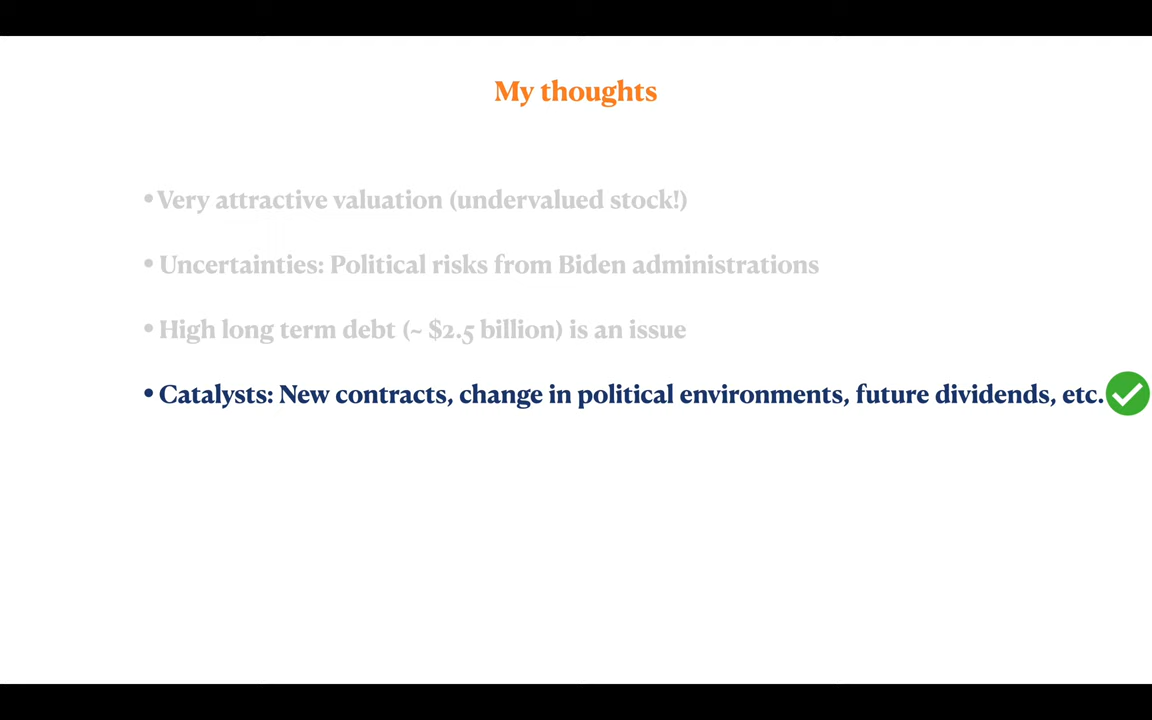 My thoughts
• Very attractive valuation (undervalued stock!)
• Uncertainties: Political risks from Biden administrations
• High long term debt (~ $2.5 billion) is an issue
• Catalysts: New contracts, change in political environments, future dividends, etc.